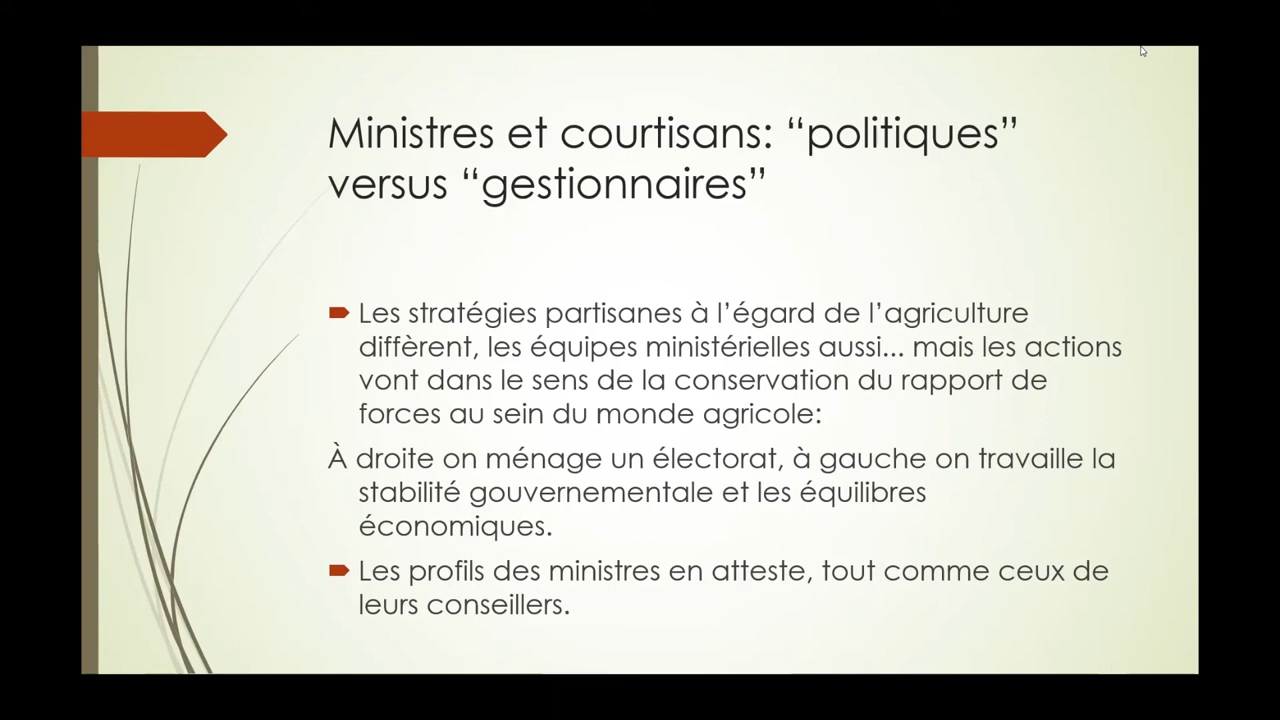 Ministres et courtisans: “politiques”
versus “gestionnaires”
Les stratégies partisanes à l’égard de l’agriculture
diffèrent, les équipes ministérielles aussi... mais les actions
vont dans le sens de la conservation du rapport de
forces au sein du monde agricole:
À droite on ménage un électorat, à gauche on travaille la
stabilité gouvernementale et les équilibres
économiques.
Les profils des ministres en atteste, tout comme ceux de
leurs conseillers.